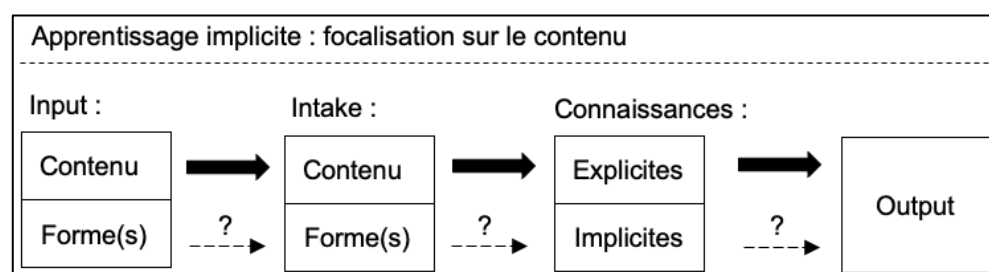 Apprentissage implicite : focalisation sur le contenu
Input :
Intake :
Connaissances :
Contenu
Contenu
Explicites
Output
Forme(s)
?
Forme(s)
?
Implicites
?